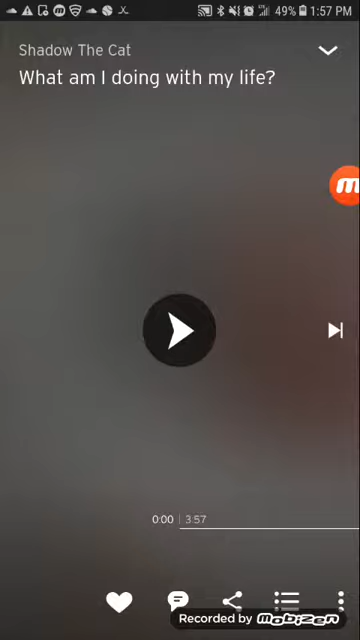 49% 1:57 PM
Shadow The Cat
What am I doing with my life?
0:00 | 3:57
Recorded by
mobizen